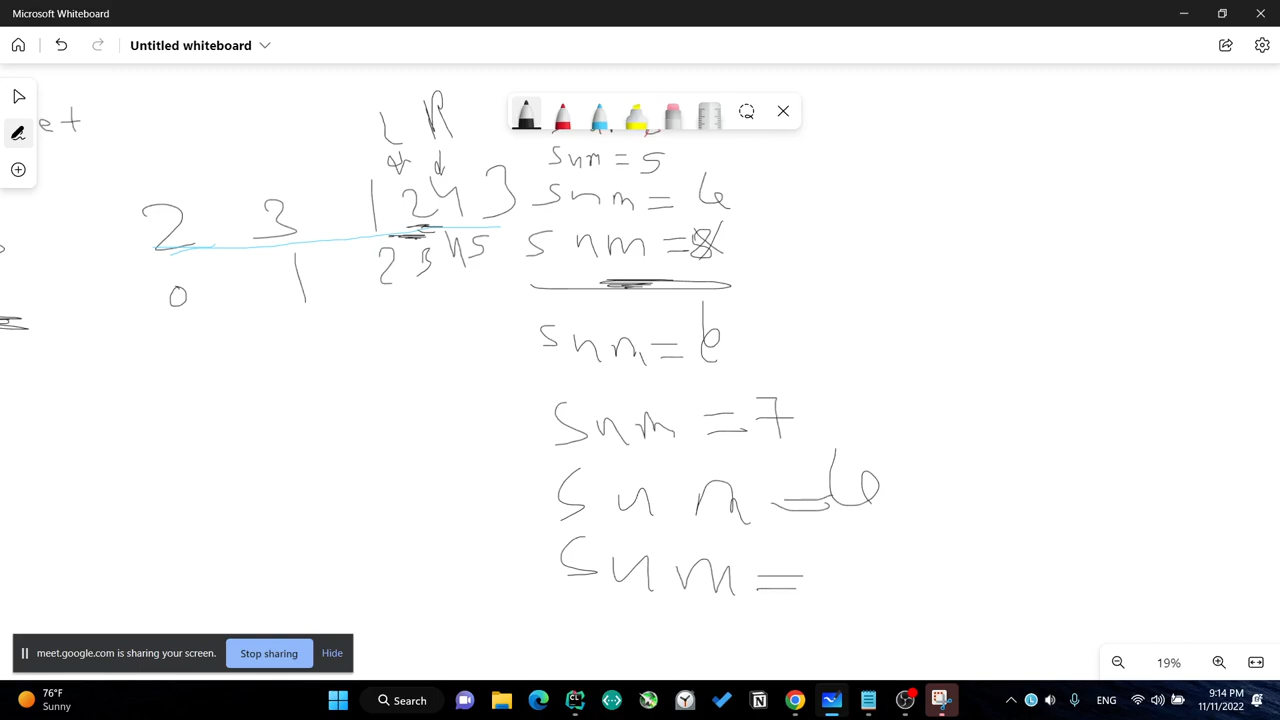 Microsoft Whiteboard
Untitled whiteboard
et
L R
2 3 1 2 4 3
0 1 2 3 4 5
sum = 5
sum = 6
sum = 8
sum = 6
sum = 7
sum = 6
sum =
meet.google.com is sharing your screen.
Stop sharing
Hide
19%
76°F
Sunny
Search
ENG
9:14 PM
11/11/2022